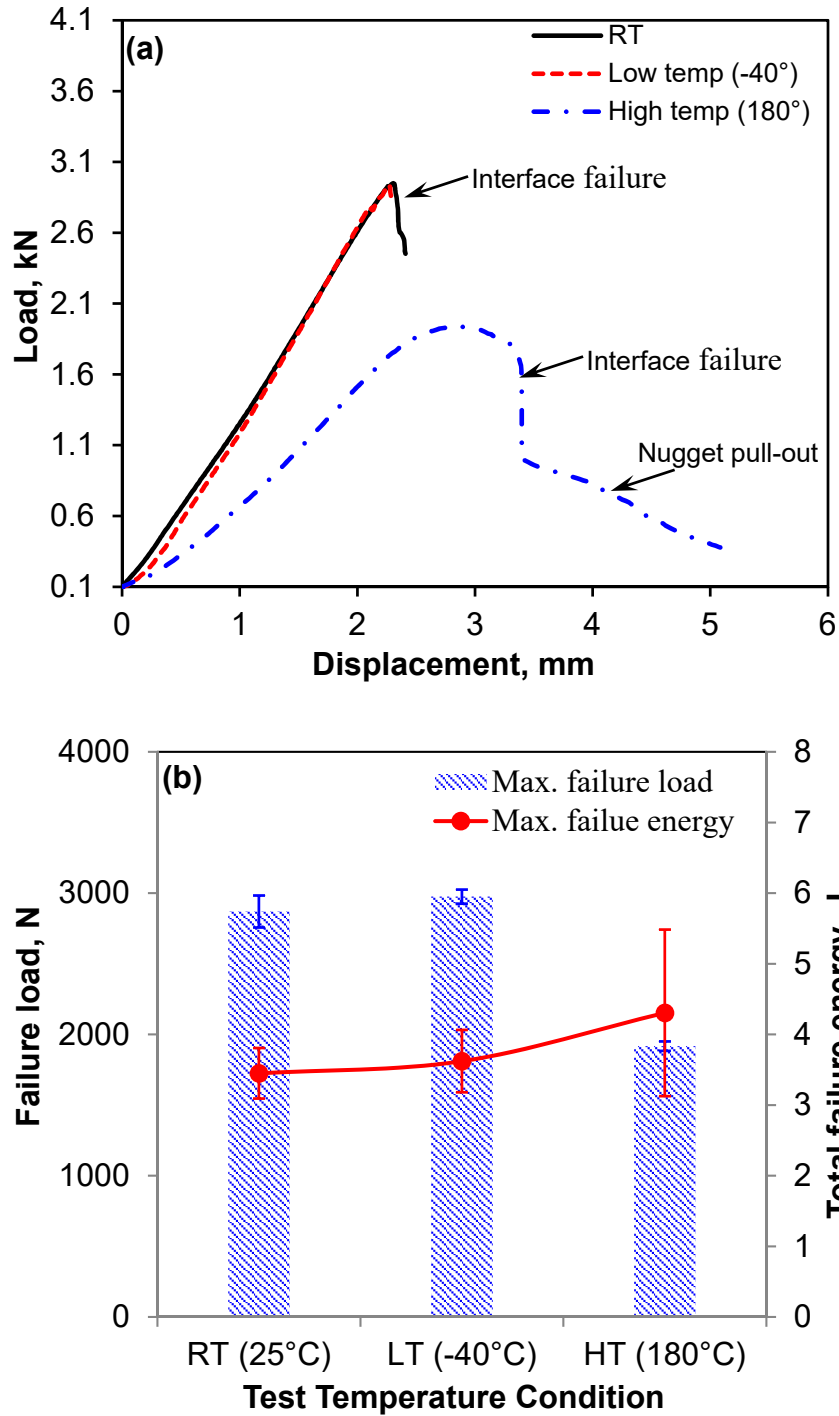 (a)
RT
Low temp (-40°)
High temp (180°)
4.1
3.6
3.1
2.6
2.1
1.6
1.1
0.6
0.1
Load, kN
Interface failure
Interface failure
Nugget pull-out
0 1 2 3 4 5 6
Displacement, mm
(b)
Max. failure load
Max. failue energy
4000
3000
2000
1000
0
Failure load, N
8
7
6
5
4
3
2
1
0
Total failure energy,
RT (25°C) LT (-40°C) HT (180°C)
Test Temperature Condition